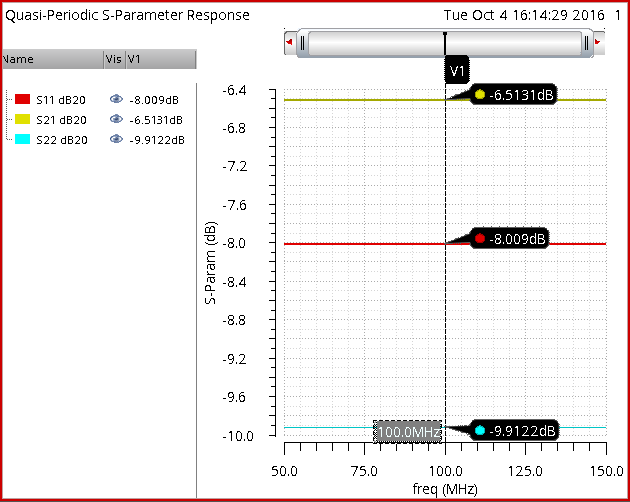 Quasi-Periodic S-Parameter Response
Tue Oct 4 16:14:29 2016 1
Name Vis V1
S11 dB20 -8.009dB
S21 dB20 -6.5131dB
S22 dB20 -9.9122dB
V1
-6.4
-6.5131dB
-6.8
-7.2
-7.6
-8.0
-8.009dB
-8.4
-8.8
-9.2
-9.6
-10.0
100.0MHz
-9.9122dB
S-Param (dB)
50.0 75.0 100.0 125.0 150.0
freq (MHz)